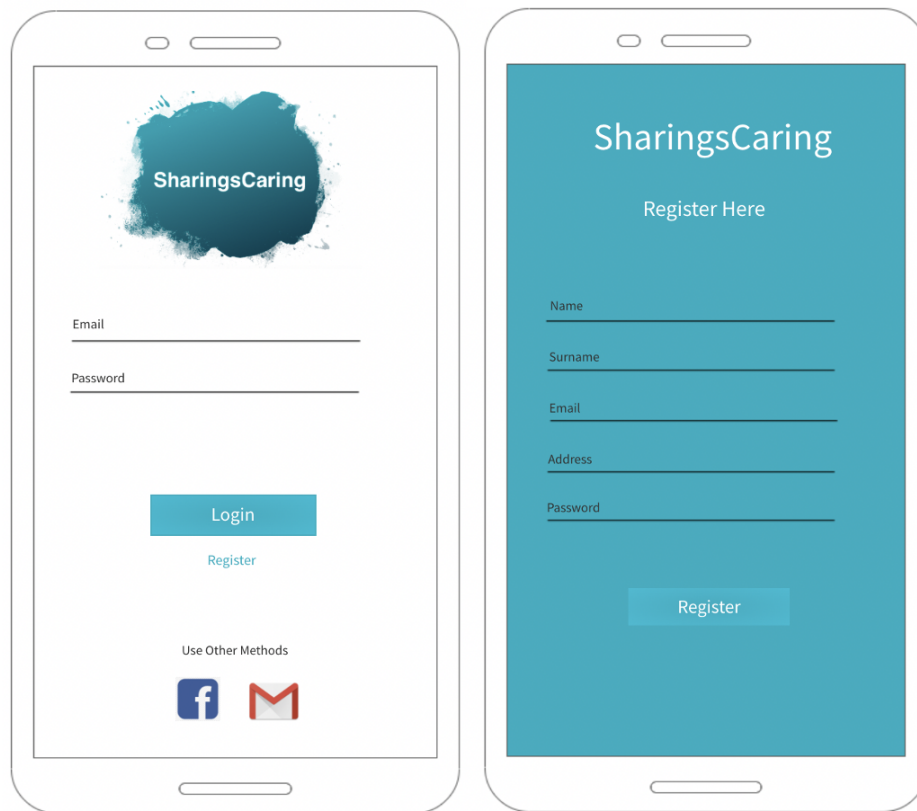 SharingsCaring
Email
Password
Login
Register
Use Other Methods
f
SharingsCaring
Register Here
Name
Surname
Email
Address
Password
Register